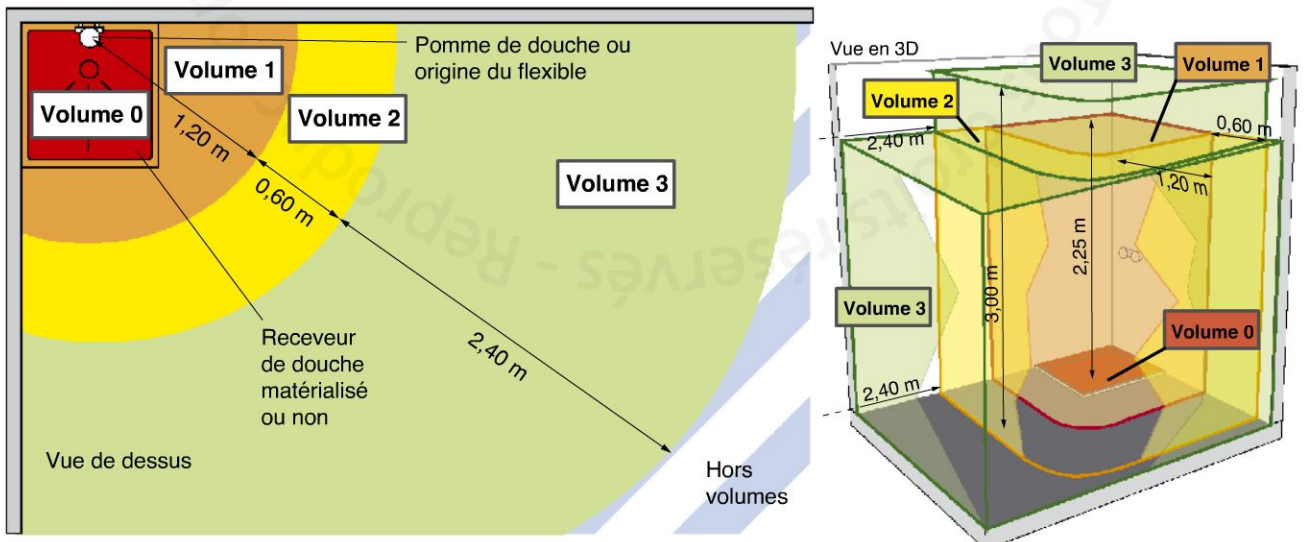 Pomme de douche ou
origine du flexible
Volume 1
Volume 0
Volume 2
1,20 m
0,60 m
Volume 3
2,40 m
Receveur
de douche
matérialisé
ou non
Vue de dessus
Hors
volumes
Vue en 3D
Volume 3
Volume 1
Volume 2
0,60 m
2,40 m
1,20 m
2,25 m
3,00 m
Volume 3
Volume 0
2,40 m